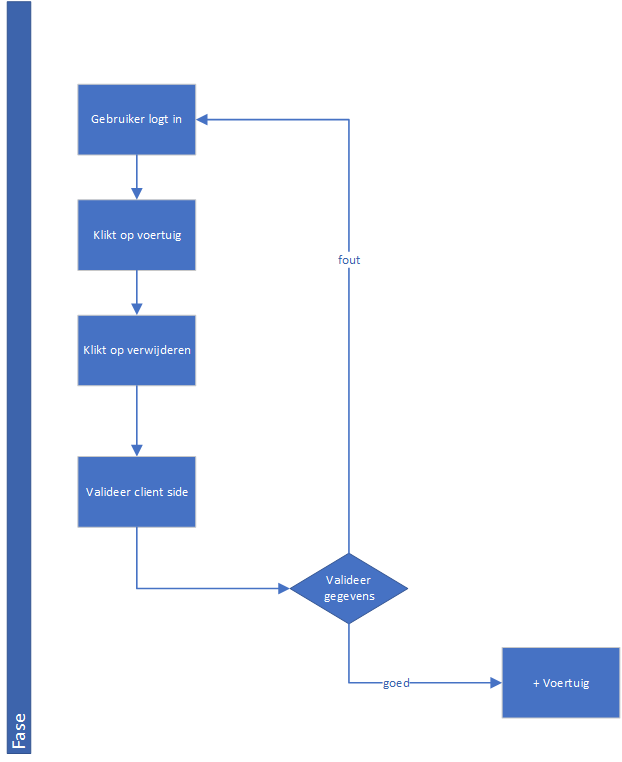 Gebruiker logt in
Klikt op voertuig
fout
Klikt op verwijderen
Valideer client side
Valideer
gegevens
goed
+ Voertuig
Fase